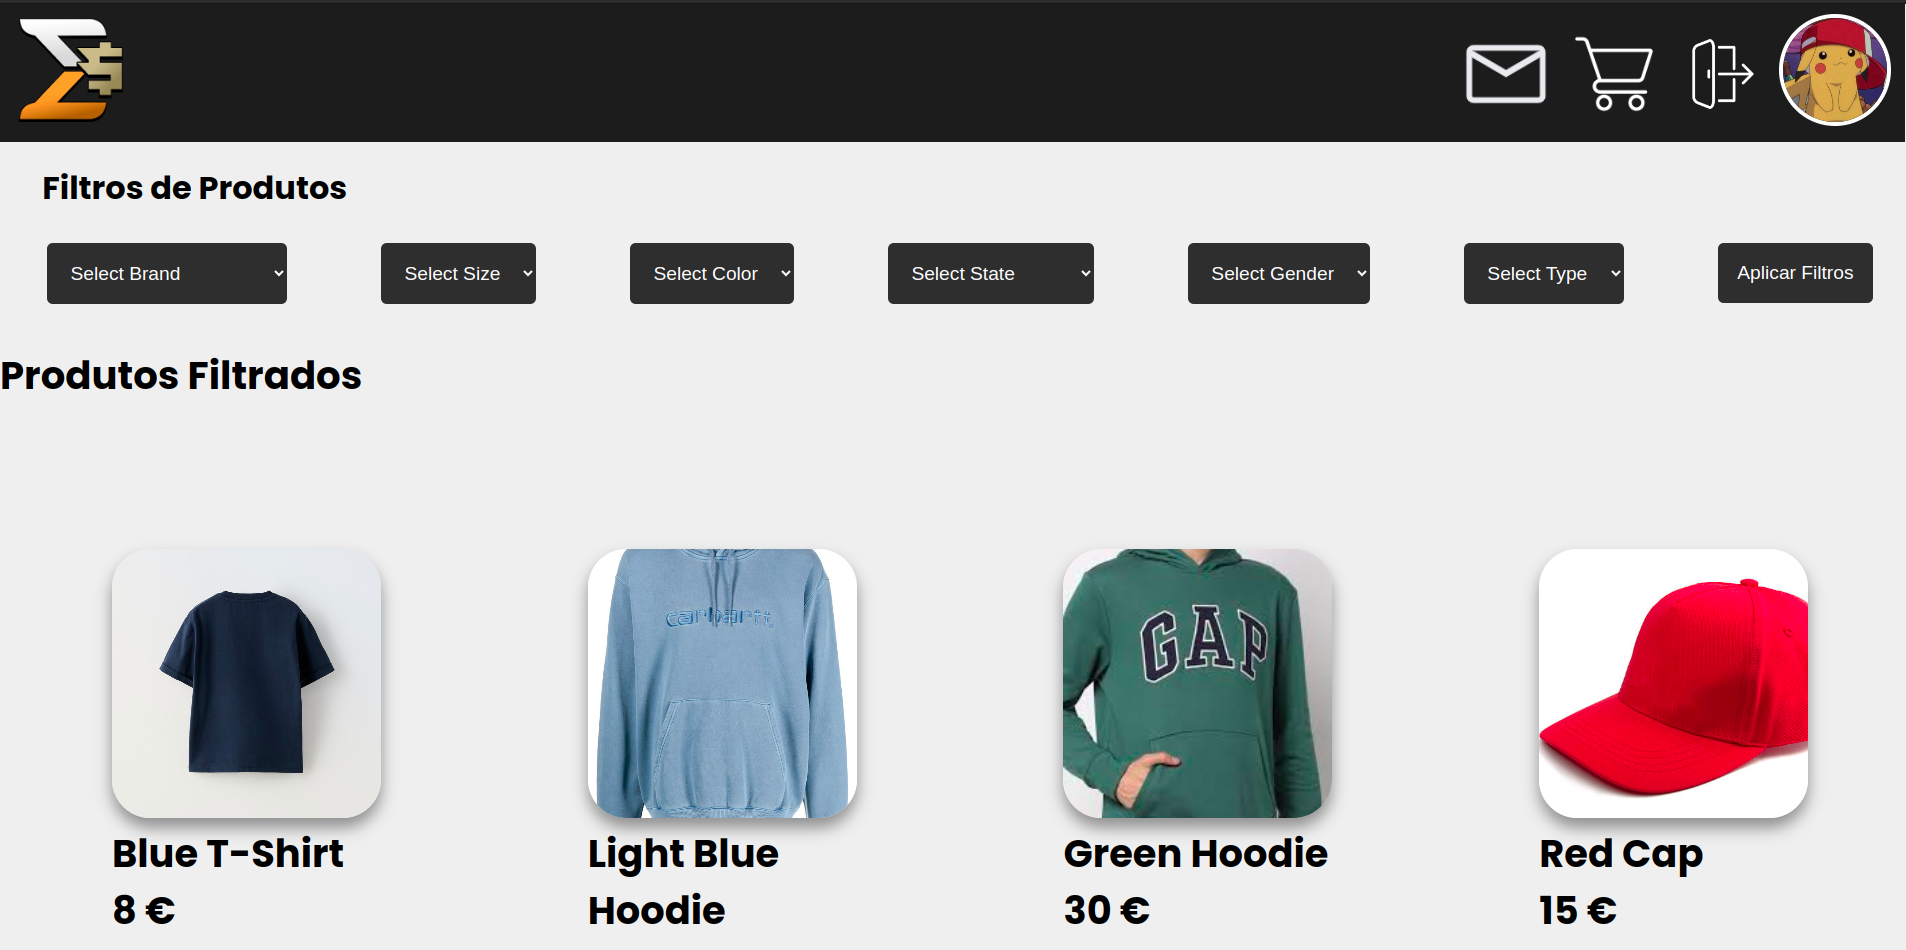 $
Filtros de Produtos
Select Brand
Select Size
Select Color
Select State
Select Gender
Select Type
Aplicar Filtros
Produtos Filtrados
carhartt
GAP
Blue T-Shirt
8 €
Light Blue
Hoodie
Green Hoodie
30 €
Red Cap
15 €